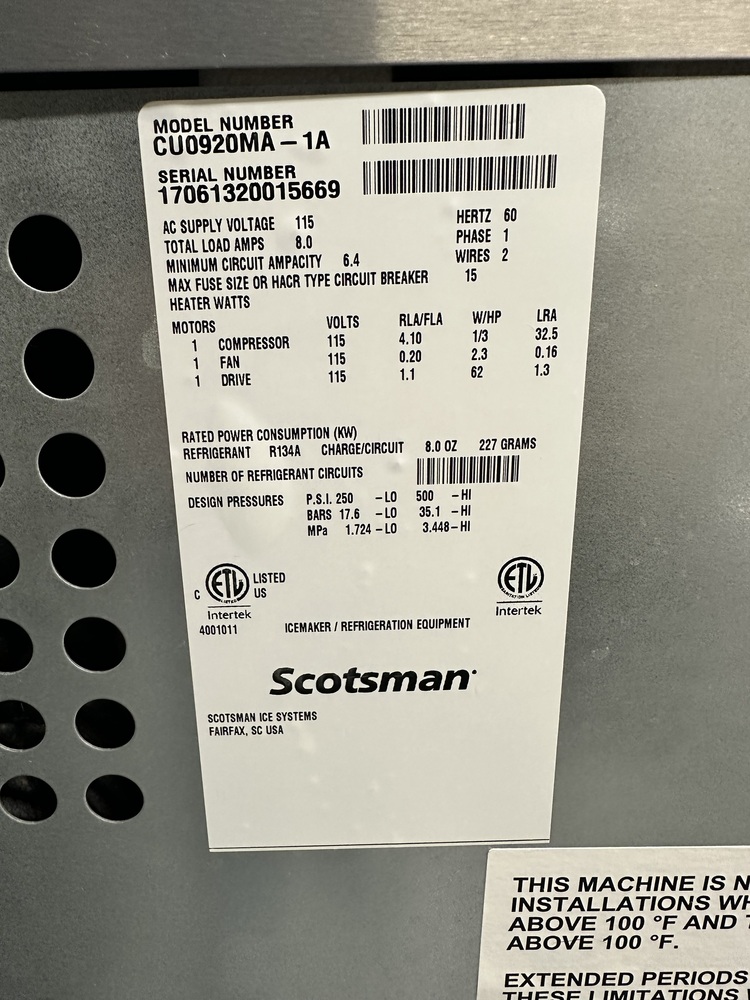 MODEL NUMBER
CU0920MA - 1A
SERIAL NUMBER
17061320015669
AC SUPPLY VOLTAGE 115 HERTZ 60
TOTAL LOAD AMPS 8.0 PHASE 1
MINIMUM CIRCUIT AMPACITY 6.4 WIRES 2
MAX FUSE SIZE OR HACR TYPE CIRCUIT BREAKER 15
HEATER WATTS
MOTORS VOLTS RLA/FLA W/HP LRA
1 COMPRESSOR 115 4.10 1/3 32.5
1 FAN 115 0.20 2.3 0.16
1 DRIVE 115 1.1 62 1.3
RATED POWER CONSUMPTION (KW)
REFRIGERANT R134A CHARGE/CIRCUIT 8.0 OZ 227 GRAMS
NUMBER OF REFRIGERANT CIRCUITS
DESIGN PRESSURES P.S.I. 250 - LO 500 - HI
BARS 17.6 - LO 35.1 - HI
MPa 1.724 - LO 3.448 - HI
C ETL LISTED US
Intertek
4001011
ETL
Intertek
ICEMAKER / REFRIGERATION EQUIPMENT
Scotsman
SCOTSMAN ICE SYSTEMS
FAIRFAX, SC USA
THIS MACHINE IS
INSTALLATIONS
ABOVE 100 °F AND
ABOVE 100 °F.
EXTENDED PERIODS
THESE LIMITATIONS